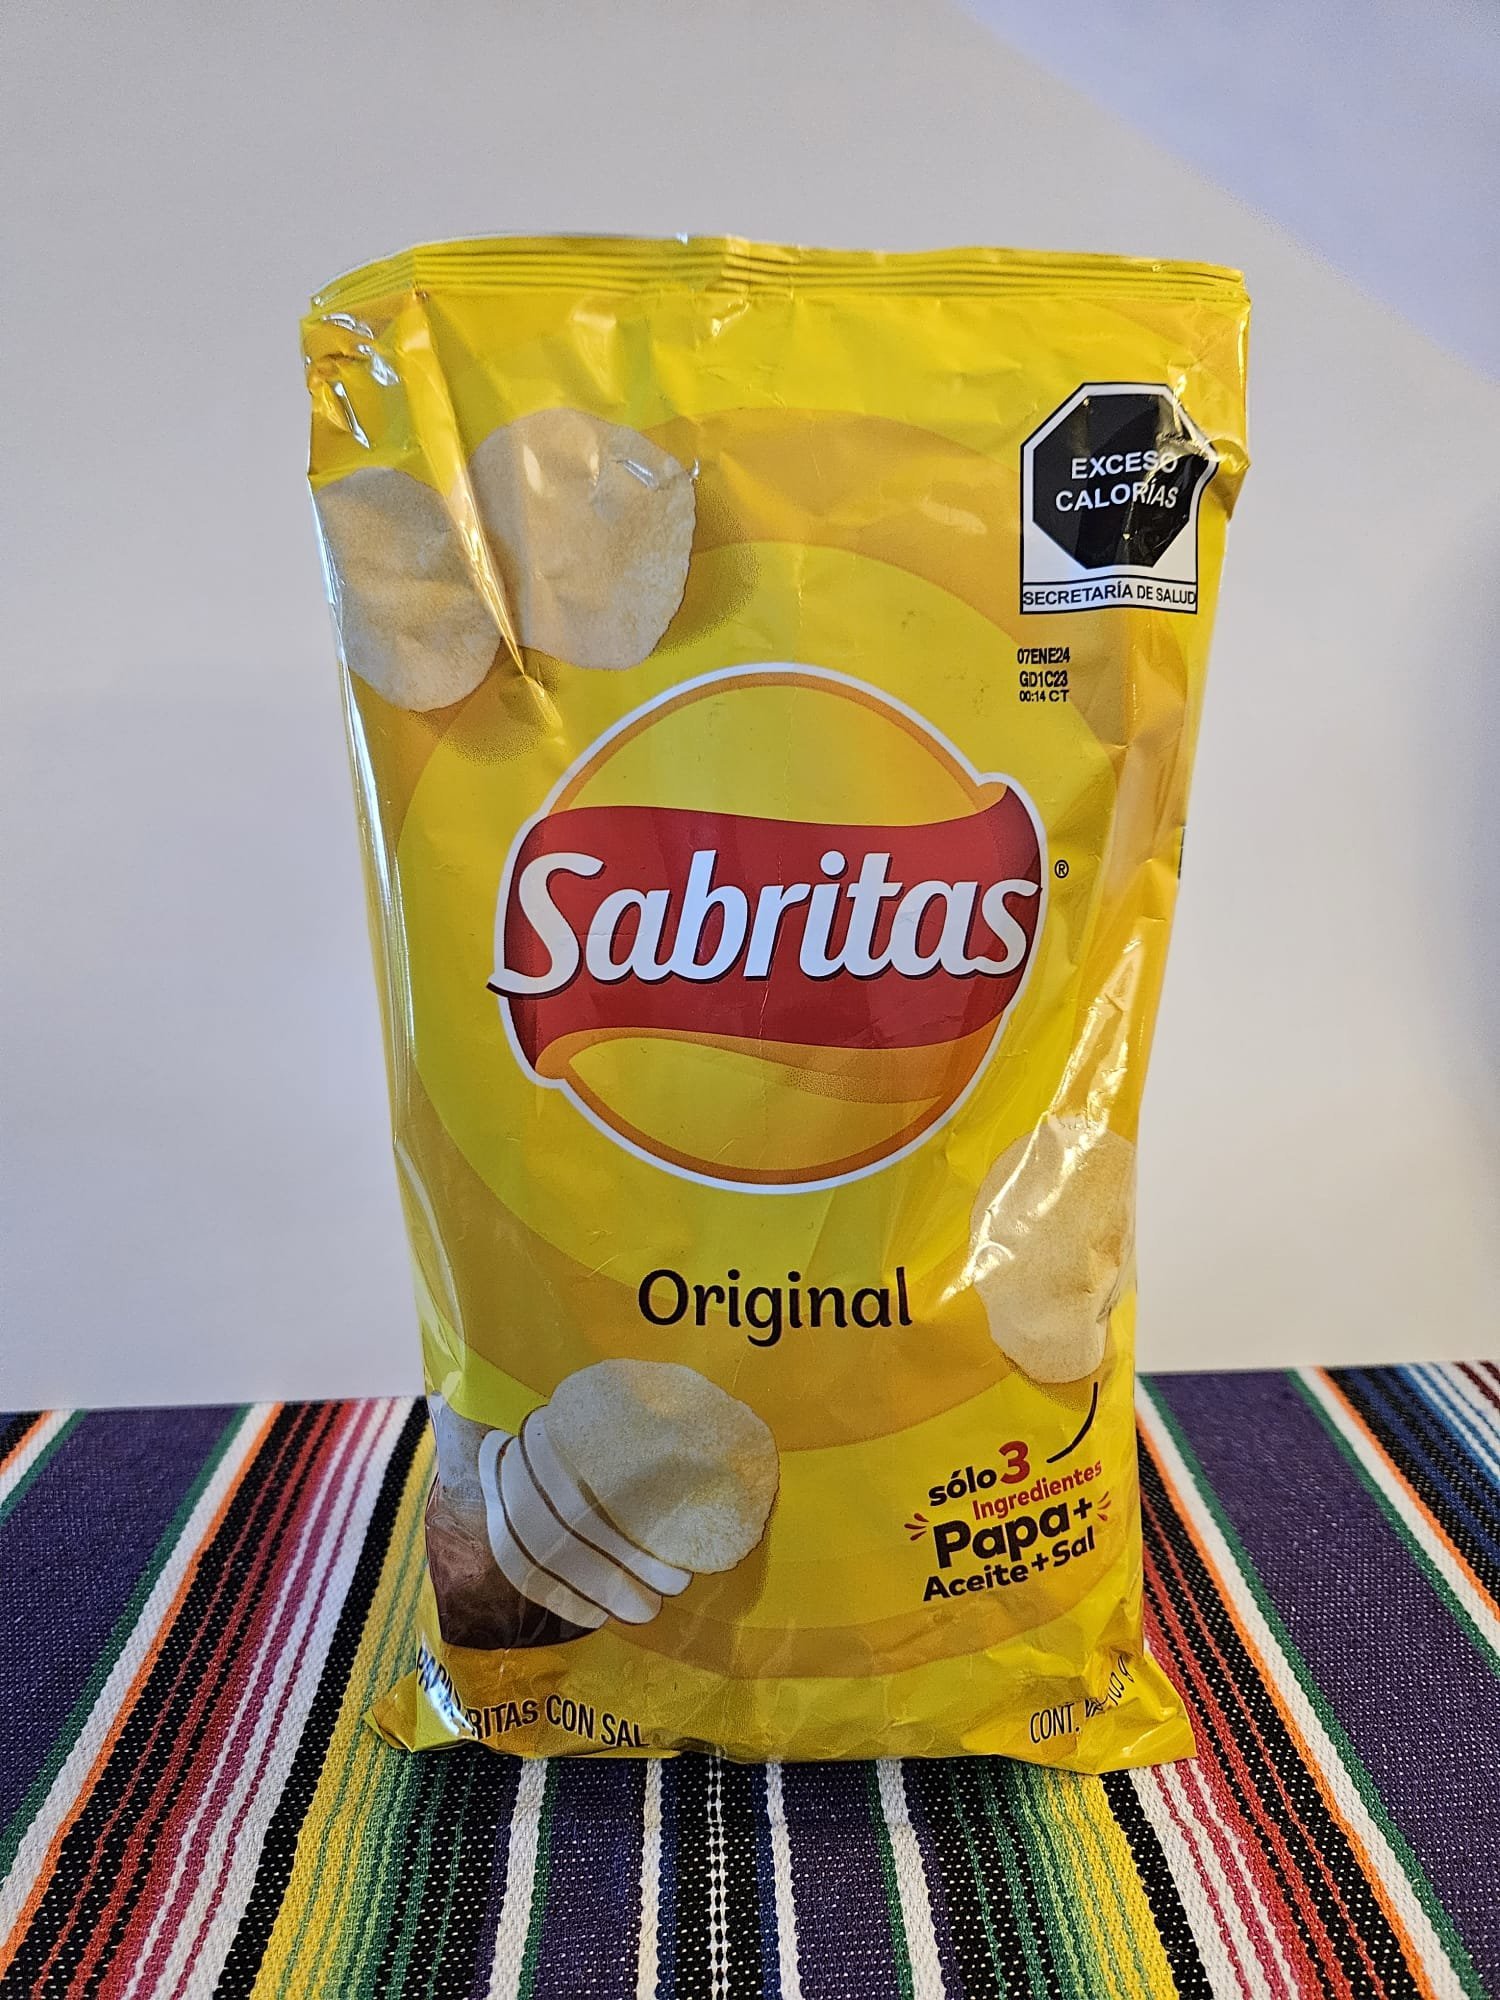 EXCESO
CALORÍAS
SECRETARÍA DE SALUD
07ENE24
GD1C23
00:14 CT
Sabritas®
Original
sólo 3
Ingredientes
Papa+
Aceite+Sal
CON SAL
CONT.